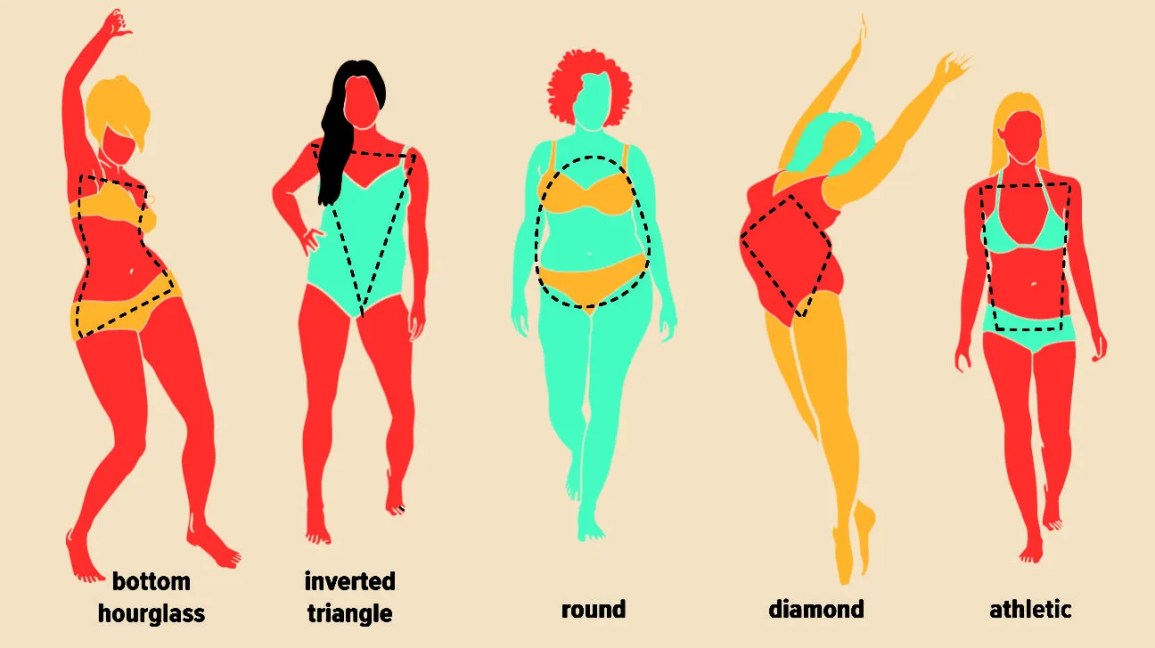 bottom
hourglass
inverted
triangle
round
diamond
athletic